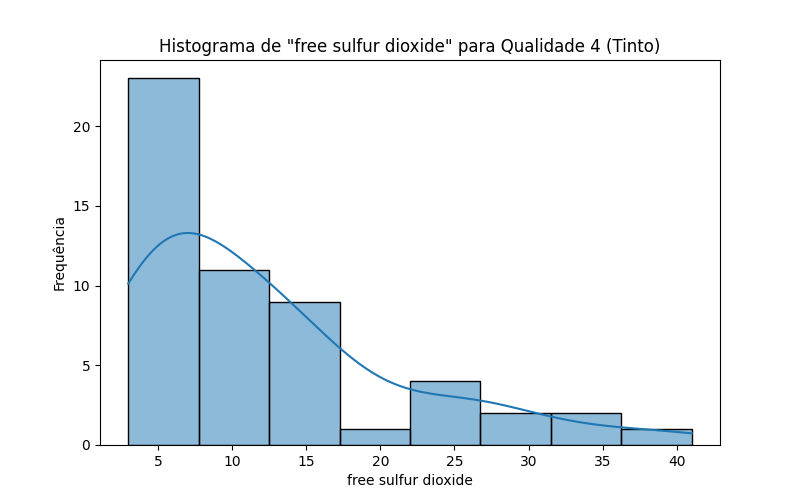 Histograma de "free sulfur dioxide" para Qualidade 4 (Tinto)
20
15
10
5
0
Frequência
5 10 15 20 25 30 35 40
free sulfur dioxide